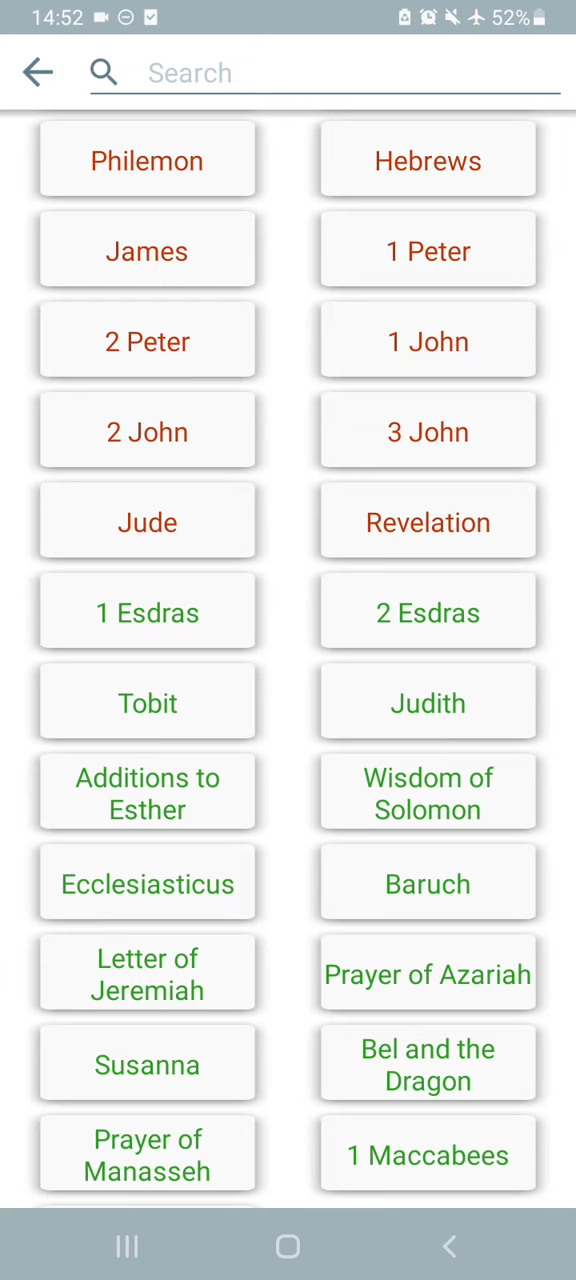 14:52 52%
Search
Philemon Hebrews
James 1 Peter
2 Peter 1 John
2 John 3 John
Jude Revelation
1 Esdras 2 Esdras
Tobit Judith
Additions to
Esther
Wisdom of
Solomon
Ecclesiasticus Baruch
Letter of
Jeremiah
Prayer of Azariah
Susanna
Bel and the
Dragon
Prayer of
Manasseh
1 Maccabees